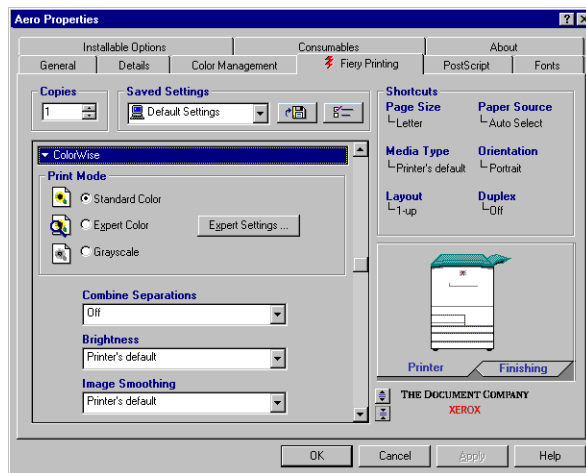 Aero Properties
Installable Options Consumables About
General Details Color Management Fiery Printing PostScript Fonts
Copies Saved Settings Shortcuts
1 Default Settings
Page Size Paper Source
Letter Auto Select
Media Type Orientation
Printer's default Portrait
Layout Duplex
1-up Off
ColorWise
Print Mode
Standard Color
Expert Color Expert Settings ...
Grayscale
Combine Separations
Off
Brightness
Printer's default
Image Smoothing
Printer's default
Printer Finishing
THE DOCUMENT COMPANY
XEROX
OK Cancel Apply Help